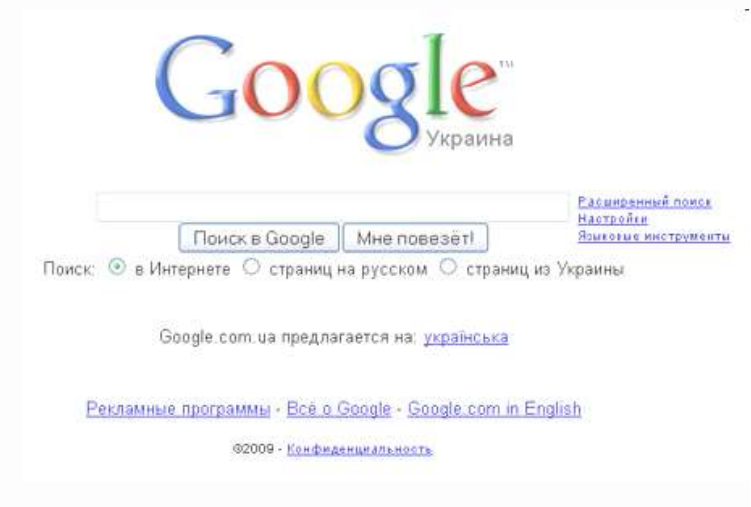 Google™
Украина
Расширенный поиск
Настройки
Языковые инструменты
Поиск в Google Мне повезёт!
Поиск: в Интернете страниц на русском страниц из Украины
Google.com.ua предлагается на: українська
Рекламные программы - Всё о Google - Google.com in English
©2009 - Конфиденциальность